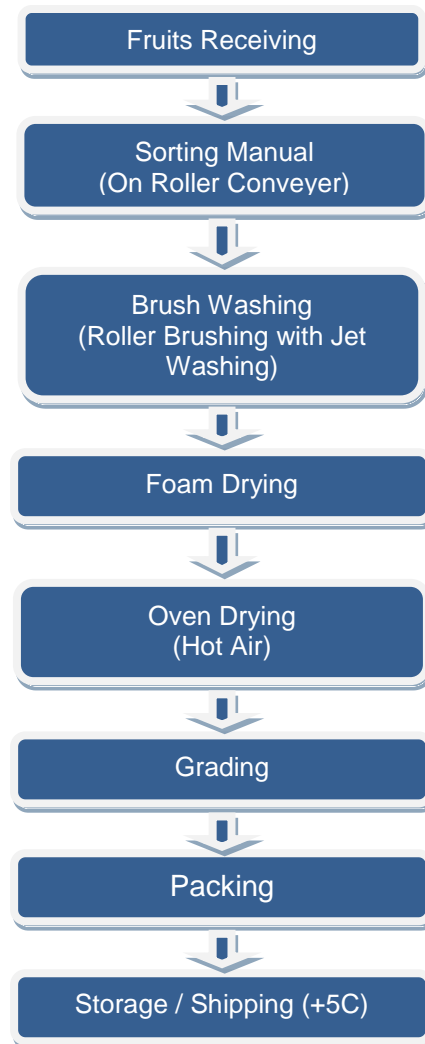 Fruits Receiving
Sorting Manual
(On Roller Conveyer)
Brush Washing
(Roller Brushing with Jet
Washing)
Foam Drying
Oven Drying
(Hot Air)
Grading
Packing
Storage / Shipping (+5C)